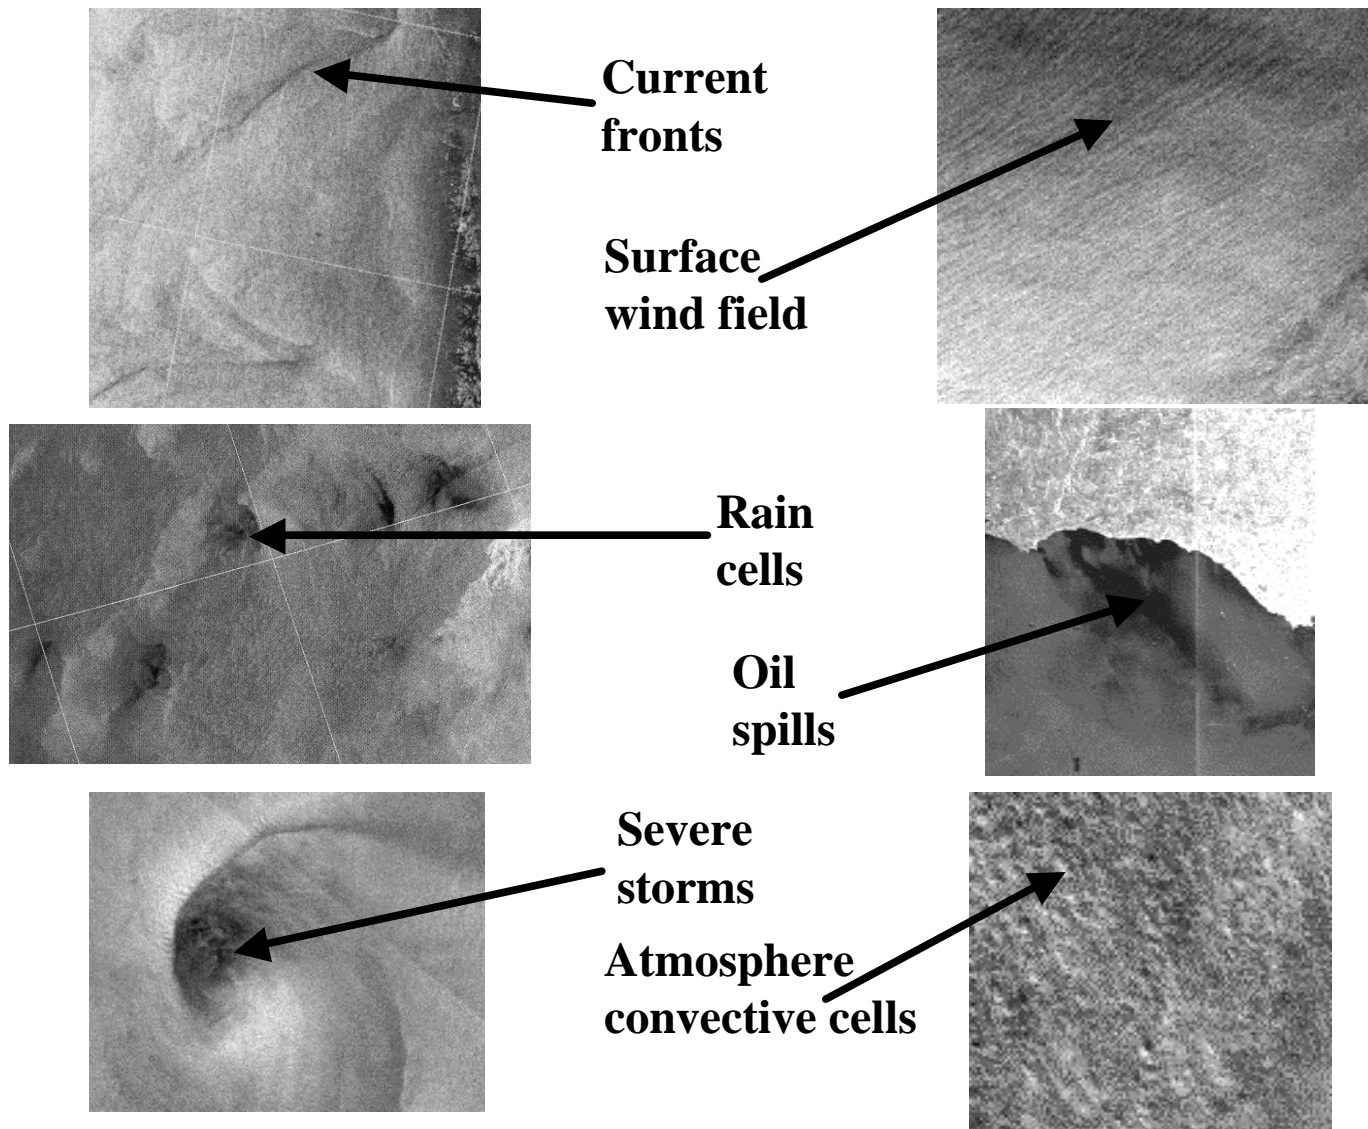 Current
fronts
Surface
wind field
Rain
cells
Oil
spills
Severe
storms
Atmosphere
convective cells